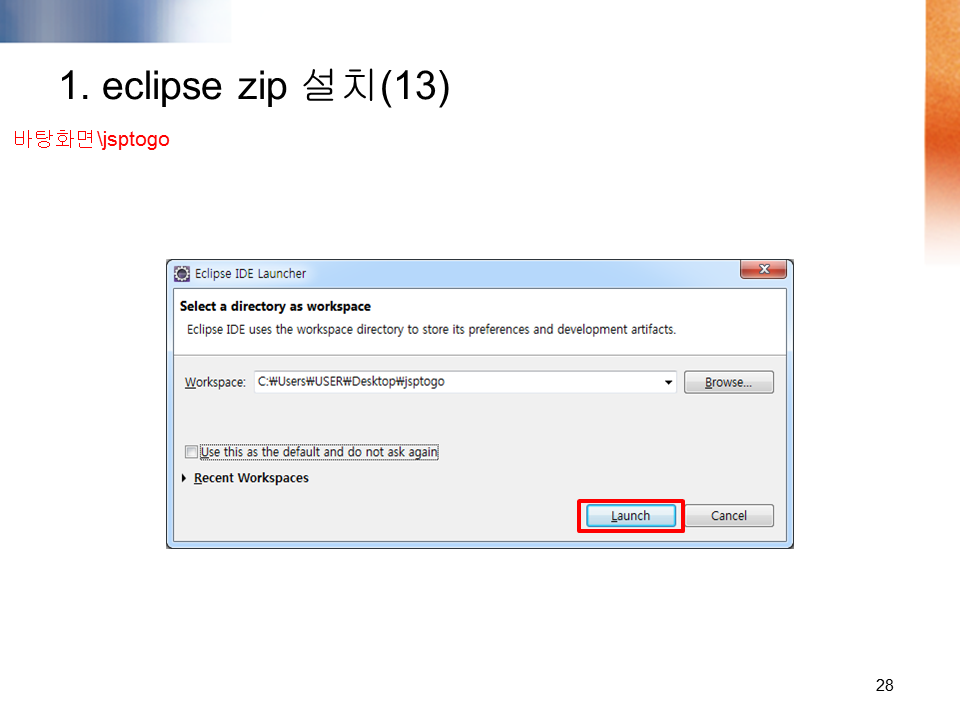 1. eclipse zip 설치(13)
바탕화면\jsptogo
Eclipse IDE Launcher
Select a directory as workspace
Eclipse IDE uses the workspace directory to store its preferences and development artifacts.
Workspace: C:₩Users₩USER₩Desktop₩jsptogo Browse...
Use this as the default and do not ask again
Recent Workspaces
Launch Cancel
28